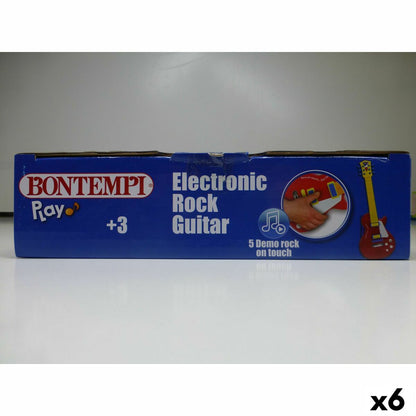 BONTEMPI
Play
+3
Electronic
Rock
Guitar
5 Demo rock
on touch
x6